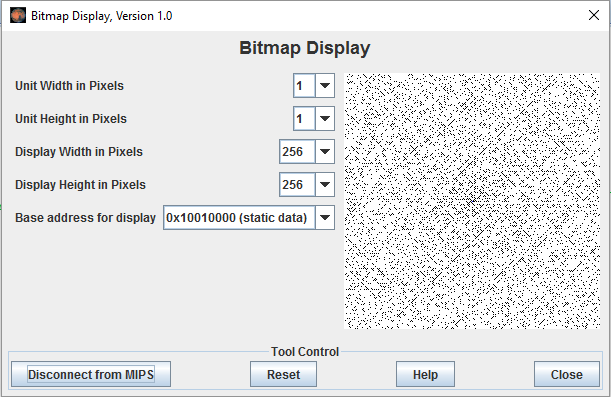 Bitmap Display, Version 1.0
Bitmap Display
Unit Width in Pixels 1
Unit Height in Pixels 1
Display Width in Pixels 256
Display Height in Pixels 256
Base address for display 0x10010000 (static data)
Tool Control
Disconnect from MIPS Reset Help Close